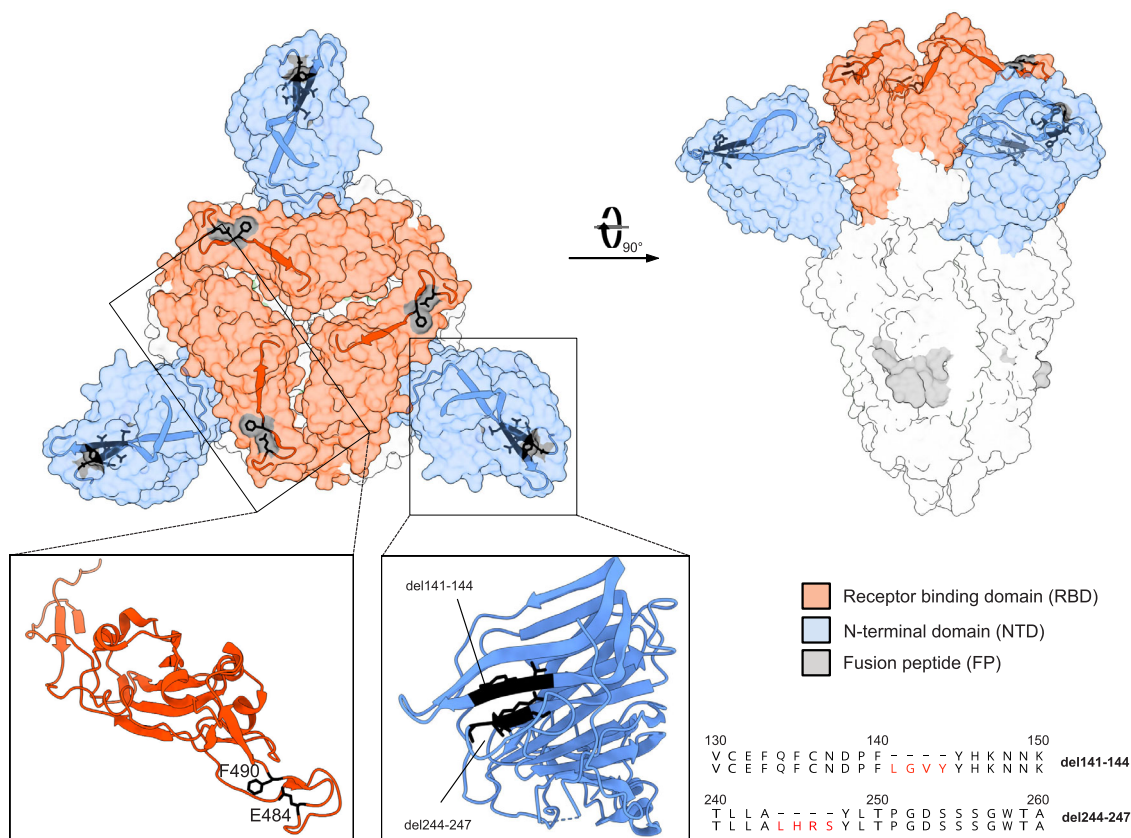 90°
Receptor binding domain (RBD)
N-terminal domain (NTD)
Fusion peptide (FP)
F490
E484
del141-144
del244-247
130 140 150
V C E F Q F C N D P F - - - - Y H K N N K
V C E F Q F C N D P F L G V Y Y H K N N K
del141-144
240 250 260
T L L A - - - - Y L T P G D S S S G W T A
T L L A L H R S Y L T P G D S S S G W T A
del244-247